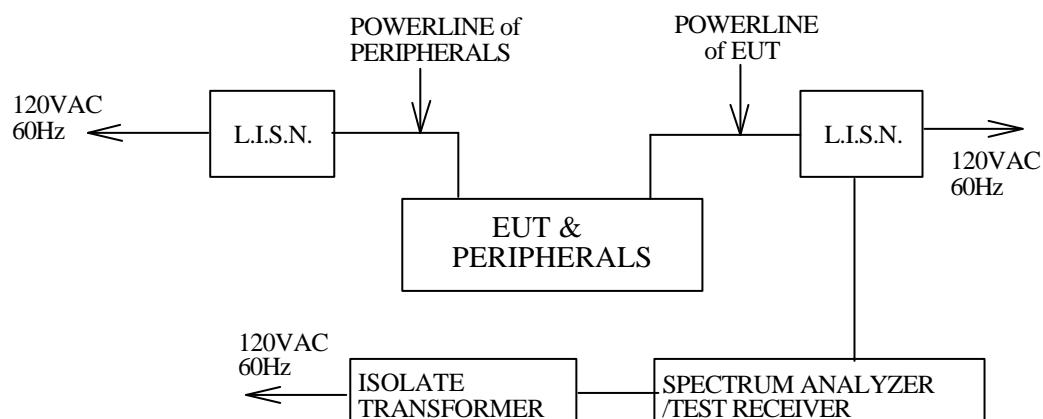 POWERLINE of
PERIPHERALS
POWERLINE
of EUT
120VAC
60Hz
L.I.S.N.
L.I.S.N.
120VAC
60Hz
EUT &
PERIPHERALS
120VAC
60Hz
ISOLATE
TRANSFORMER
SPECTRUM ANALYZER
/TEST RECEIVER